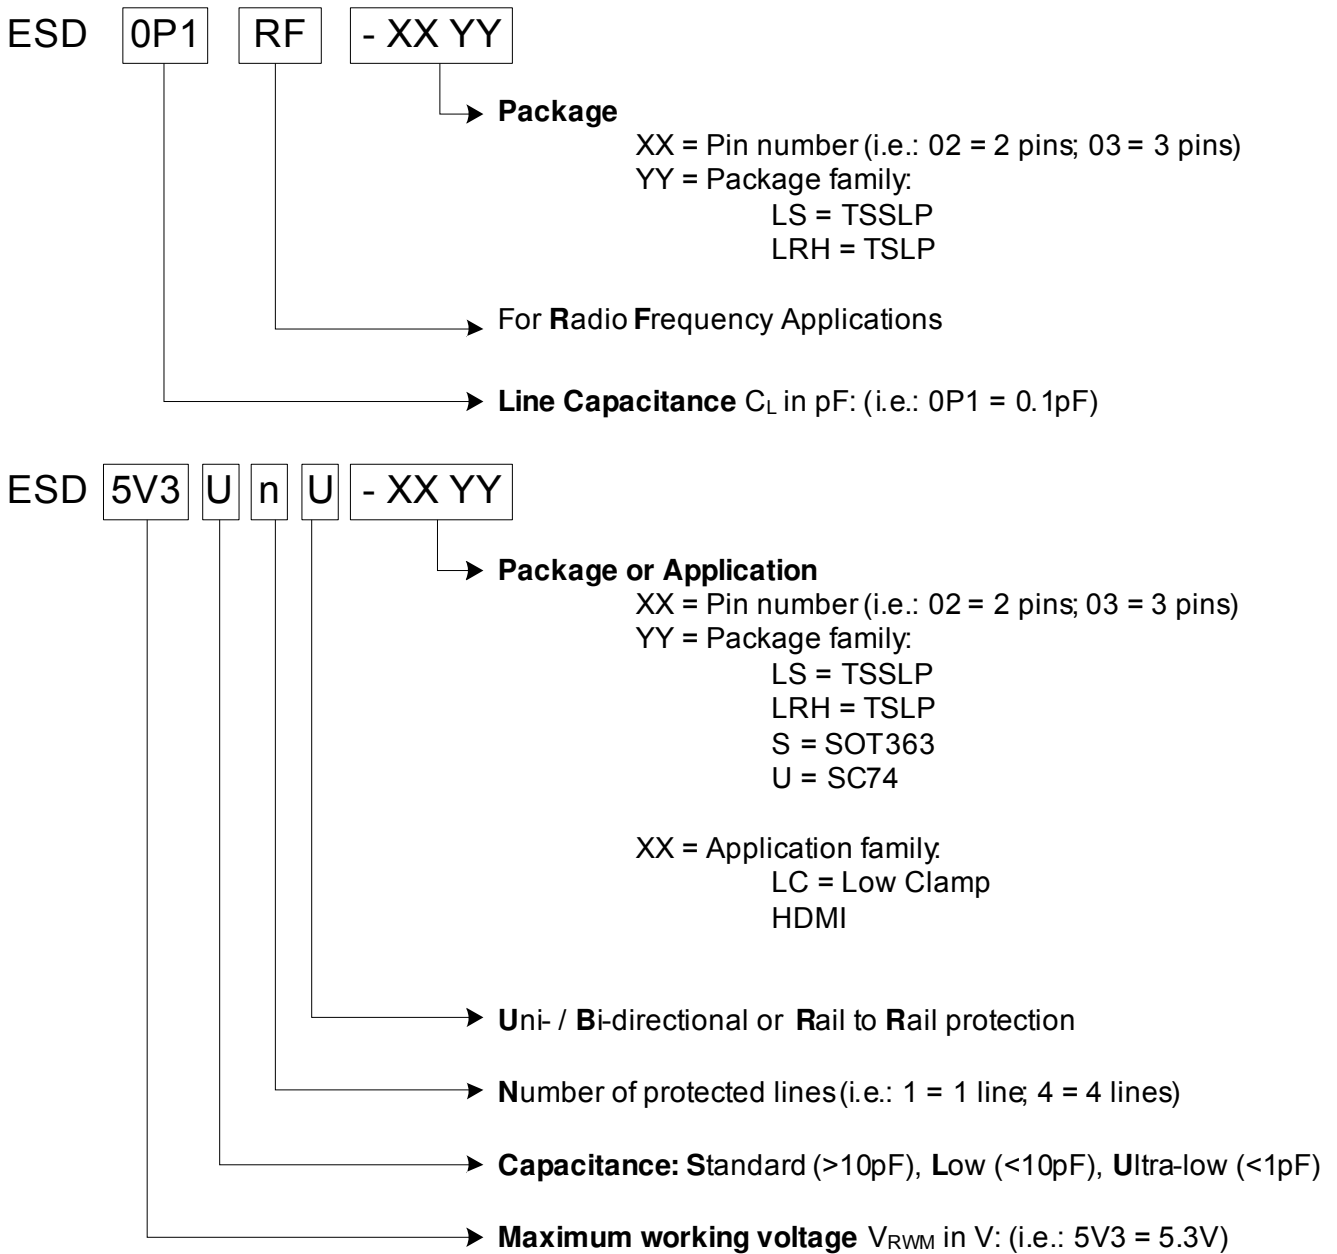 ESD 0P1 RF - XX YY
Package
XX = Pin number (i.e.: 02 = 2 pins; 03 = 3 pins)
YY = Package family:
LS = TSSLP
LRH = TSLP
For Radio Frequency Applications
Line Capacitance CL in pF: (i.e.: 0P1 = 0.1pF)
ESD 5V3 U n U - XX YY
Package or Application
XX = Pin number (i.e.: 02 = 2 pins; 03 = 3 pins)
YY = Package family:
LS = TSSLP
LRH = TSLP
S = SOT363
U = SC74
XX = Application family:
LC = Low Clamp
HDMI
Uni- / Bi-directional or Rail to Rail protection
Number of protected lines (i.e.: 1 = 1 line; 4 = 4 lines)
Capacitance: Standard (>10pF), Low (<10pF), Ultra-low (<1pF)
Maximum working voltage VRWM in V: (i.e.: 5V3 = 5.3V)